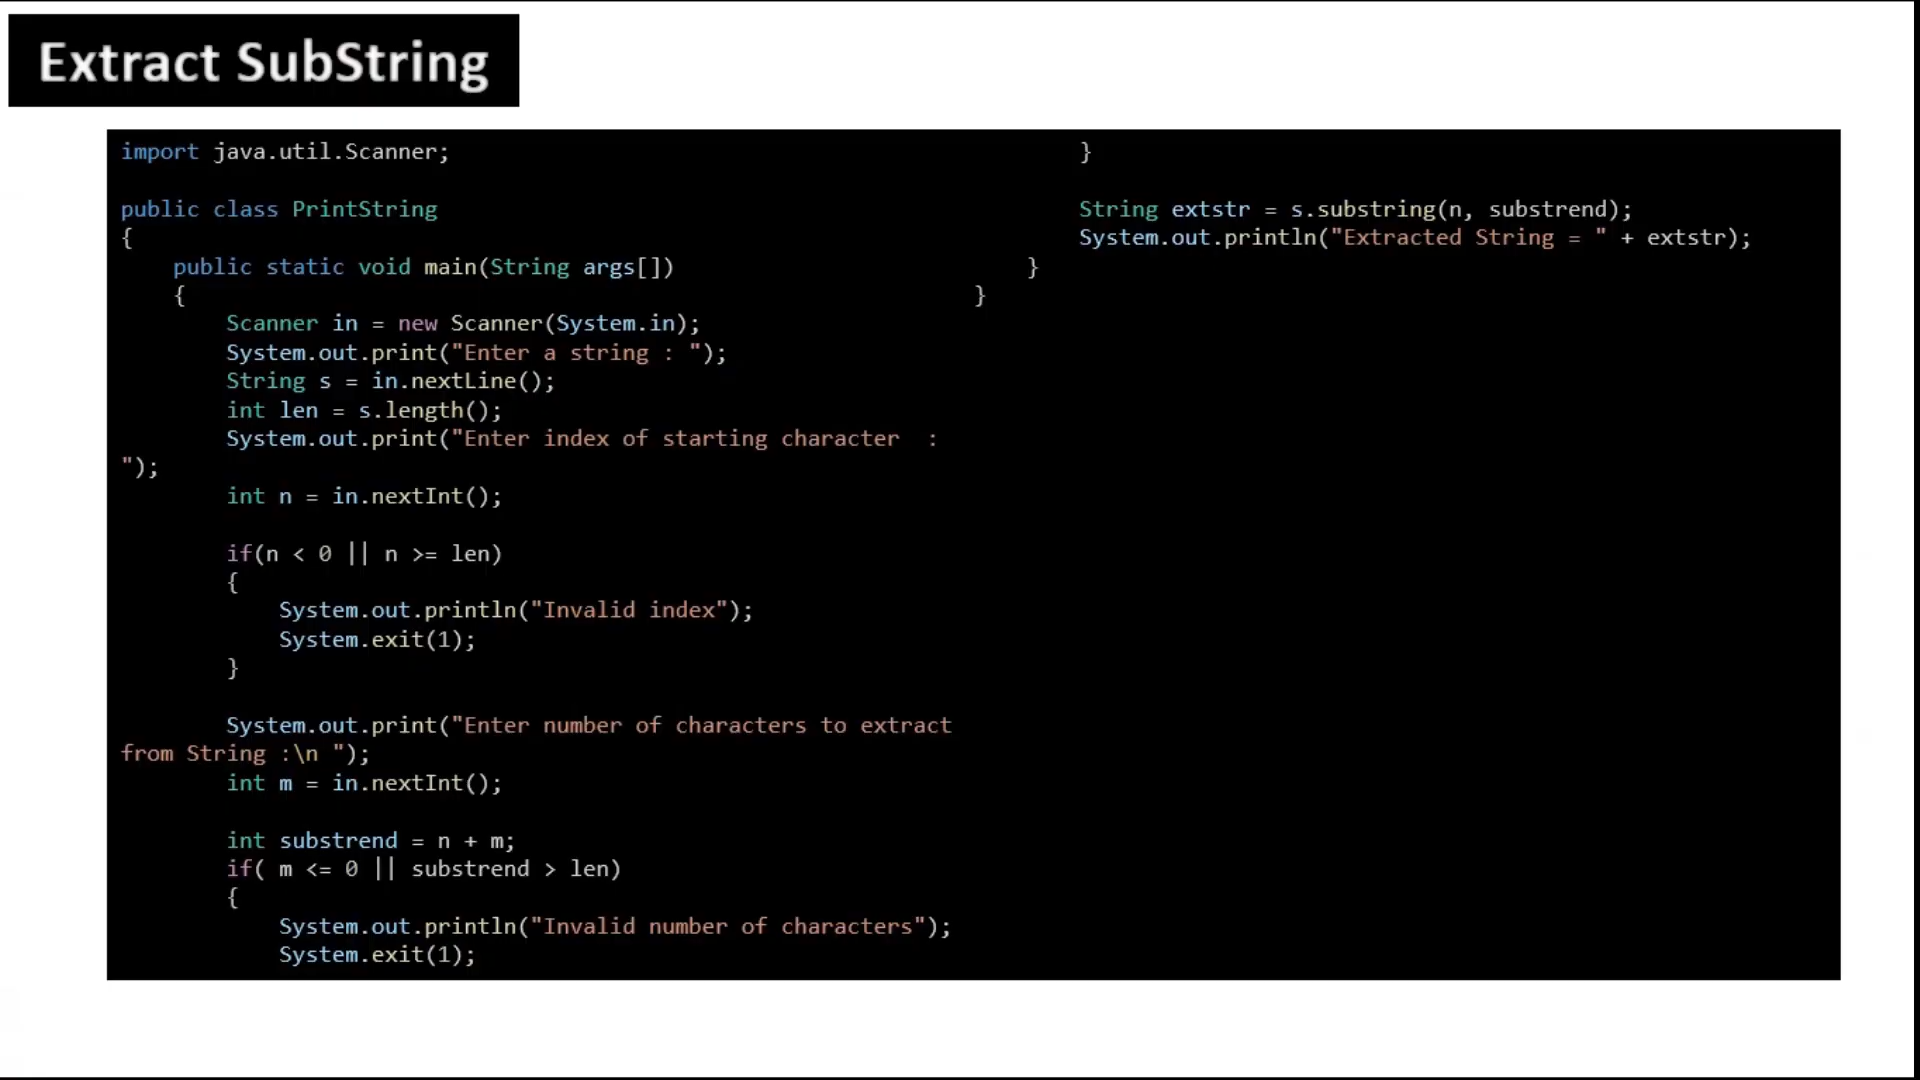 Extract SubString
import java.util.Scanner;
public class PrintString
{
    public static void main(String args[])
    {
        Scanner in = new Scanner(System.in);
        System.out.print("Enter a string : ");
        String s = in.nextLine();
        int len = s.length();
        System.out.print("Enter index of starting character  :
");
        int n = in.nextInt();
        if(n < 0 || n >= len)
        {
            System.out.println("Invalid index");
            System.exit(1);
        }
        System.out.print("Enter number of characters to extract
from String :\n ");
        int m = in.nextInt();
        int substrend = n + m;
        if( m <= 0 || substrend > len)
        {
            System.out.println("Invalid number of characters");
            System.exit(1);
        }
        String extstr = s.substring(n, substrend);
        System.out.println("Extracted String = " + extstr);
    }
}